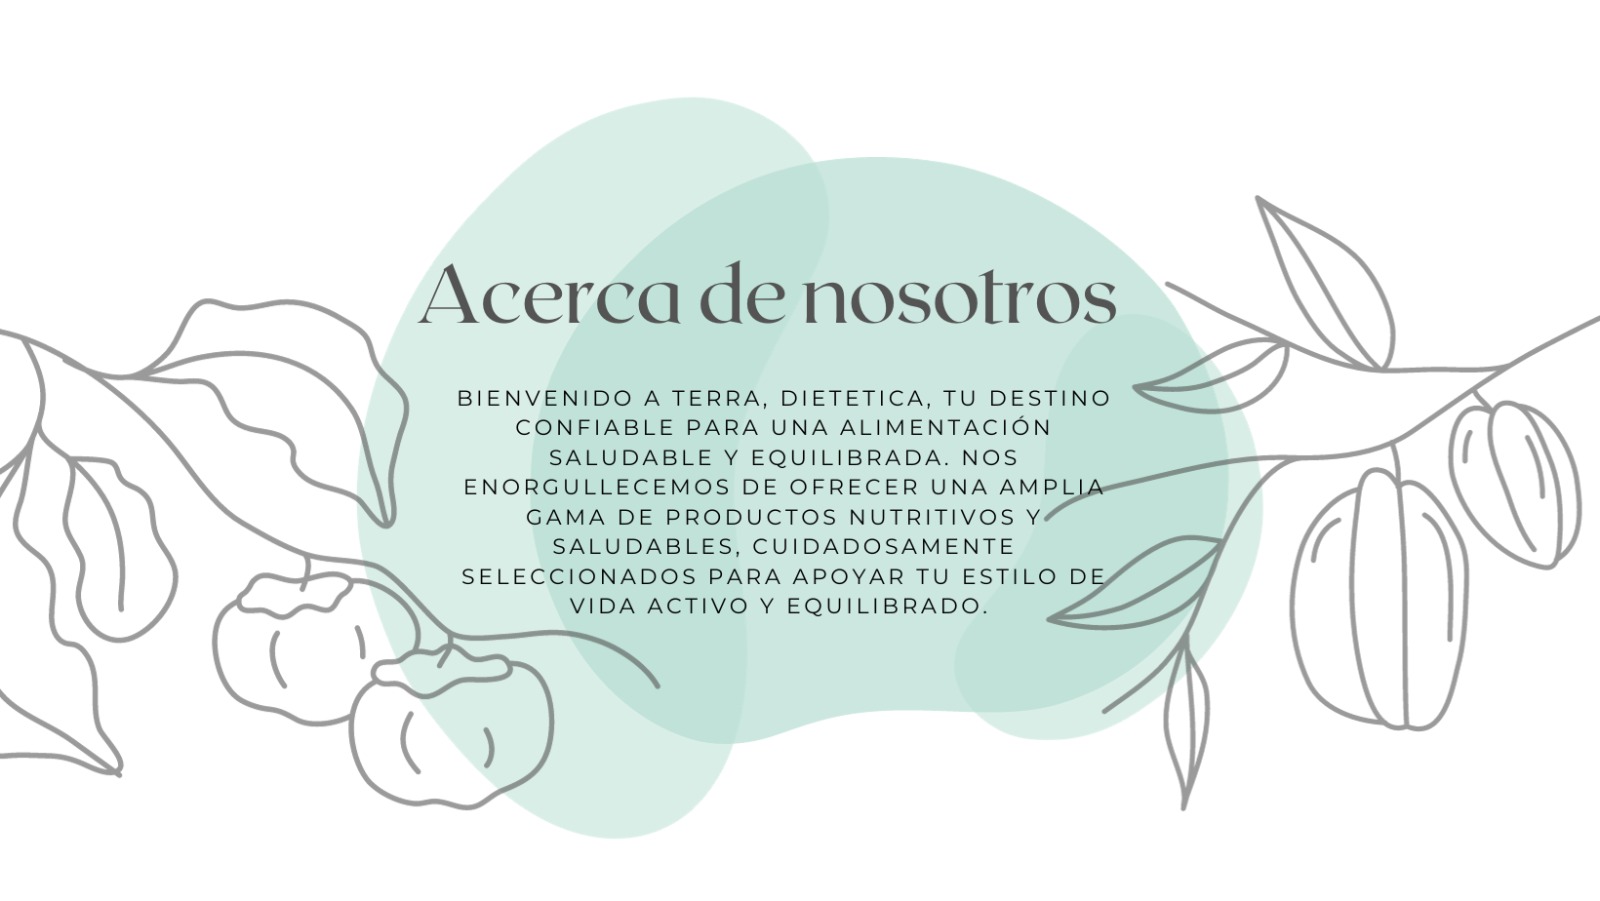 Acerca de nosotros
BIENVENIDO A TERRA, DIETETICA, TU DESTINO
CONFIABLE PARA UNA ALIMENTACIÓN
SALUDABLE Y EQUILIBRADA. NOS
ENORGULLECEMOS DE OFRECER UNA AMPLIA
GAMA DE PRODUCTOS NUTRITIVOS Y
SALUDABLES, CUIDADOSAMENTE
SELECCIONADOS PARA APOYAR TU ESTILO DE
VIDA ACTIVO Y EQUILIBRADO.